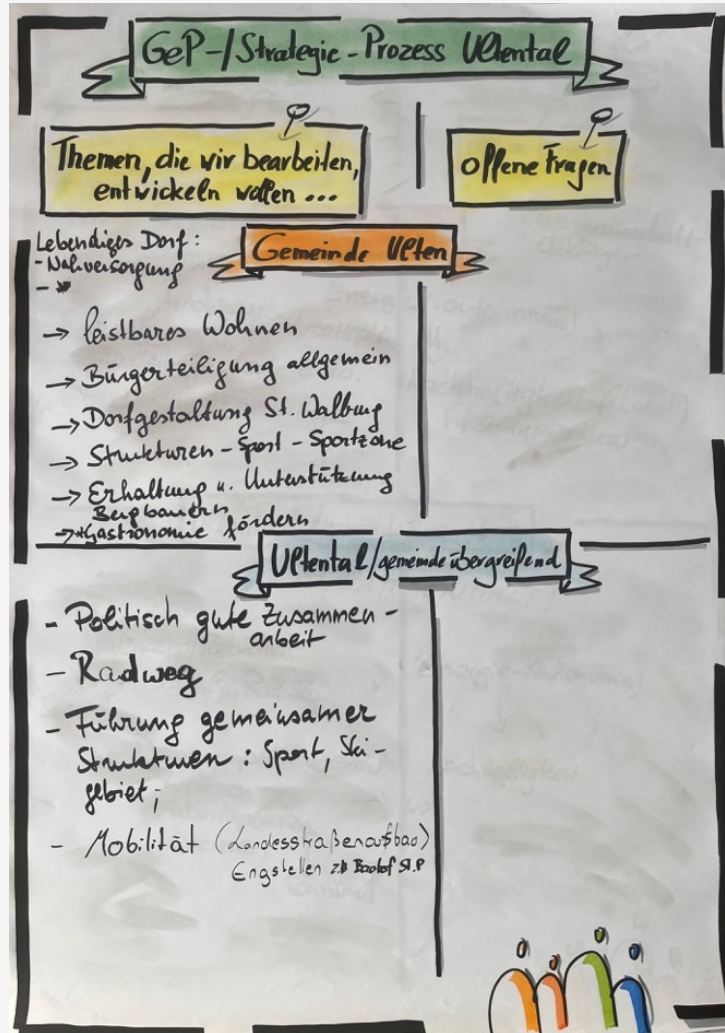 GeP-/Strategie-Prozess Ultental
Themen, die wir bearbeiten,
entwickeln wollen ...
offene Fragen
Gemeinde Ulten
Lebendiges Dorf:
- Nahversorgung
-
→ leistbares Wohnen
→ Bürgerteiligung allgemein
→ Dorfgestaltung St. Walburg
→ Strukturen - Sport - Sportzone
→ Erhaltung u. Unterstützung
Bergbauern
→ Gastronomie fördern
Ultental/gemeindeübergreifend
- Politisch gute Zusammen-
arbeit
- Radweg
- Führung gemeinsamer
Strukturen: Sport, Ski-
gebiet;
- Mobilität (Landesstraßenausbau)
Engstellen z.B. St. P